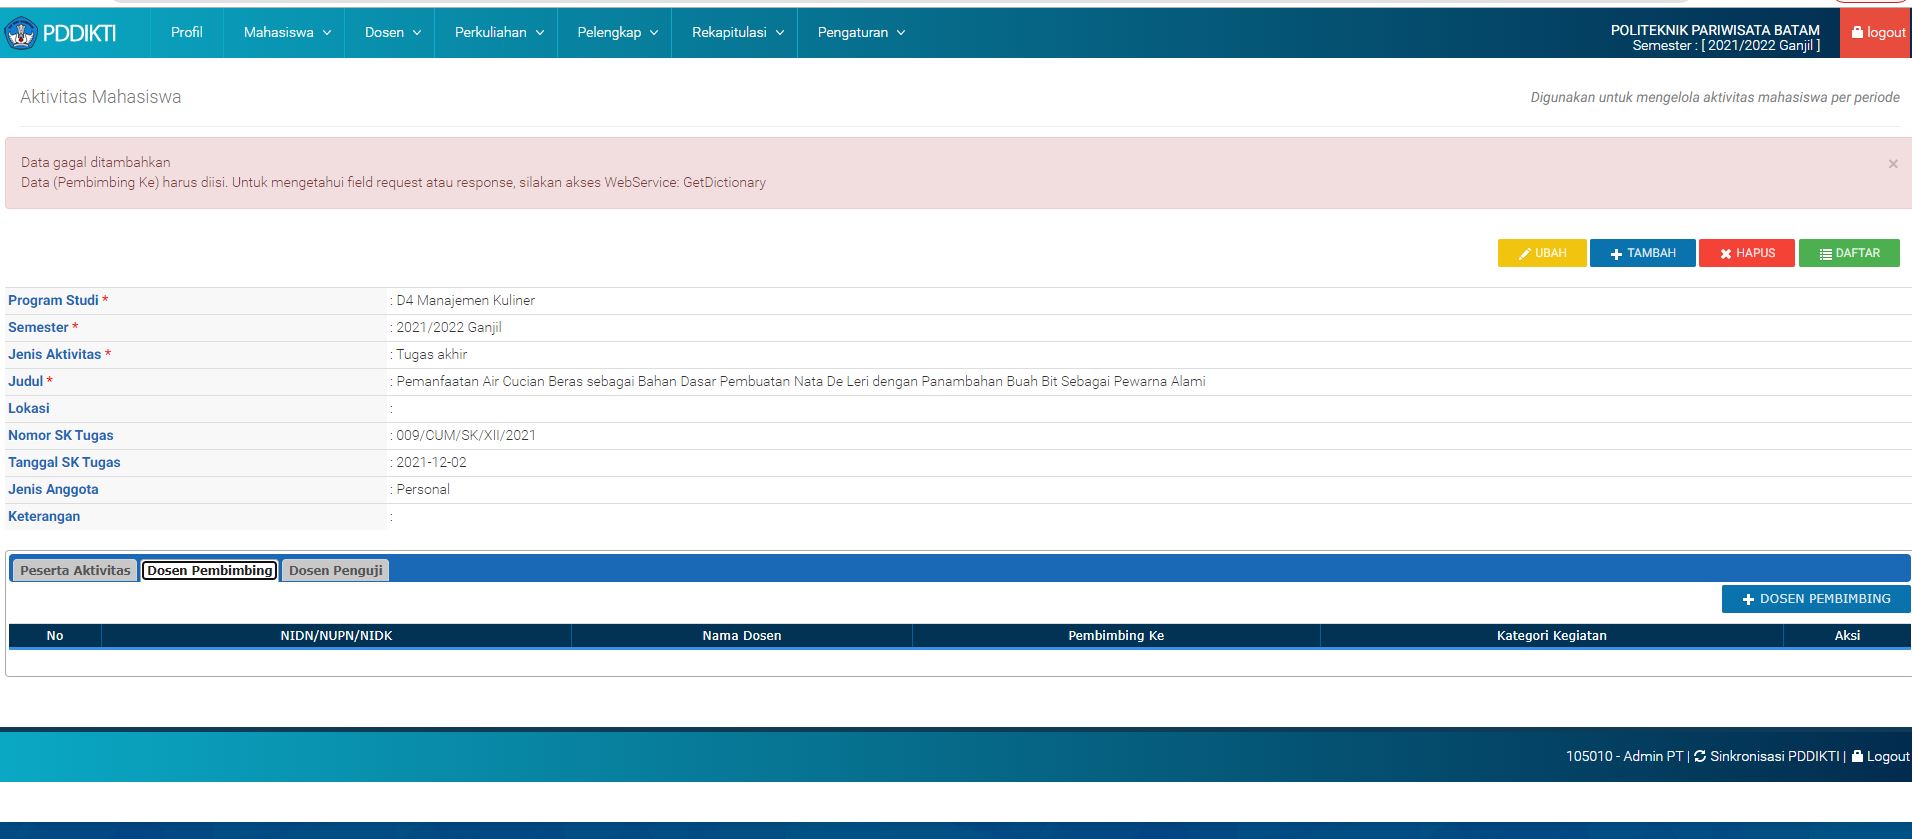 PDDIKTI Profil Mahasiswa Dosen Perkuliahan Pelengkap Rekapitulasi Pengaturan POLITEKNIK PARIWISATA BATAM logout
Semester : [ 2021/2022 Ganjil ]
Aktivitas Mahasiswa Digunakan untuk mengelola aktivitas mahasiswa per periode
Data gagal ditambahkan ×
Data (Pembimbing Ke) harus diisi. Untuk mengetahui field request atau response, silakan akses WebService: GetDictionary
UBAH TAMBAH HAPUS DAFTAR
Program Studi * : D4 Manajemen Kuliner
Semester * : 2021/2022 Ganjil
Jenis Aktivitas * : Tugas akhir
Judul * : Pemanfaatan Air Cucian Beras sebagai Bahan Dasar Pembuatan Nata De Leri dengan Panambahan Buah Bit Sebagai Pewarna Alami
Lokasi :
Nomor SK Tugas : 009/CUM/SK/XII/2021
Tanggal SK Tugas : 2021-12-02
Jenis Anggota : Personal
Keterangan :
Peserta Aktivitas Dosen Pembimbing Dosen Penguji
+ DOSEN PEMBIMBING
No NIDN/NUPN/NIDK Nama Dosen Pembimbing Ke Kategori Kegiatan Aksi
105010 - Admin PT | Sinkronisasi PDDIKTI | Logout